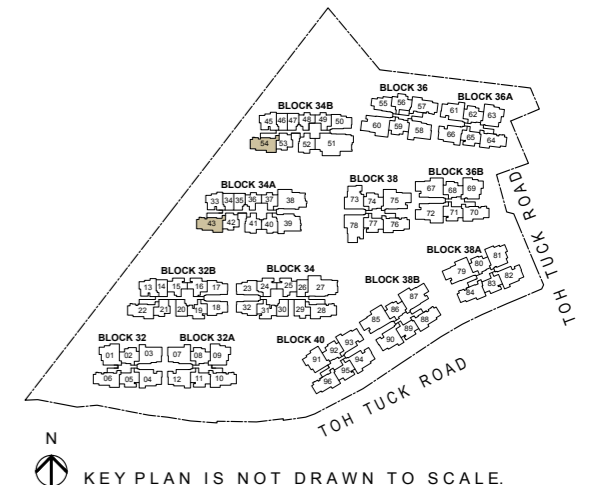 BLOCK 36
BLOCK 36A
55 56 57
61 62 63
BLOCK 34B
45 46 47 48 49 50
60 59 58
66 65 64
54 53 52 51
BLOCK 36B
BLOCK 38
67 68 69
BLOCK 34A
33 34 35 36 37 38
73 74 75
72 71 70
43 42 41 40 39
78 77 76
TOH TUCK ROAD
BLOCK 38A
79 80 81
BLOCK 32B
BLOCK 34
84 83 82
13 14 15 16 17
23 24 25 26 27
BLOCK 38B
85 86 87
22 21 20 19 18
32 31 30 29 28
90 89 88
BLOCK 32
BLOCK 32A
BLOCK 40
01 02 03
07 08 09
91 92 93
06 05 04
12 11 10
96 95 94
TOH TUCK ROAD
N
KEY PLAN IS NOT DRAWN TO SCALE.